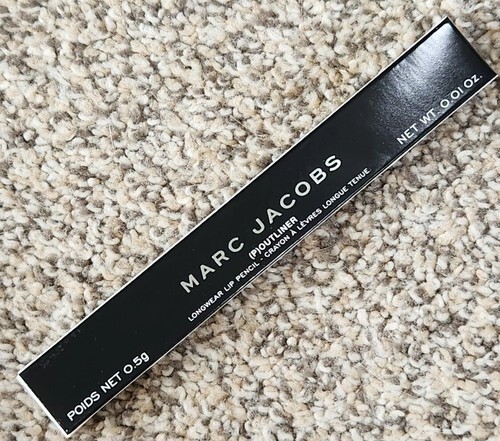 MARC JACOBS
(P)OUTLINER
LONGWEAR LIP PENCIL - CRAYON À LÈVRES LONGUE TENUE
POIDS NET 0.5g
NET WT. 0.01 Oz.